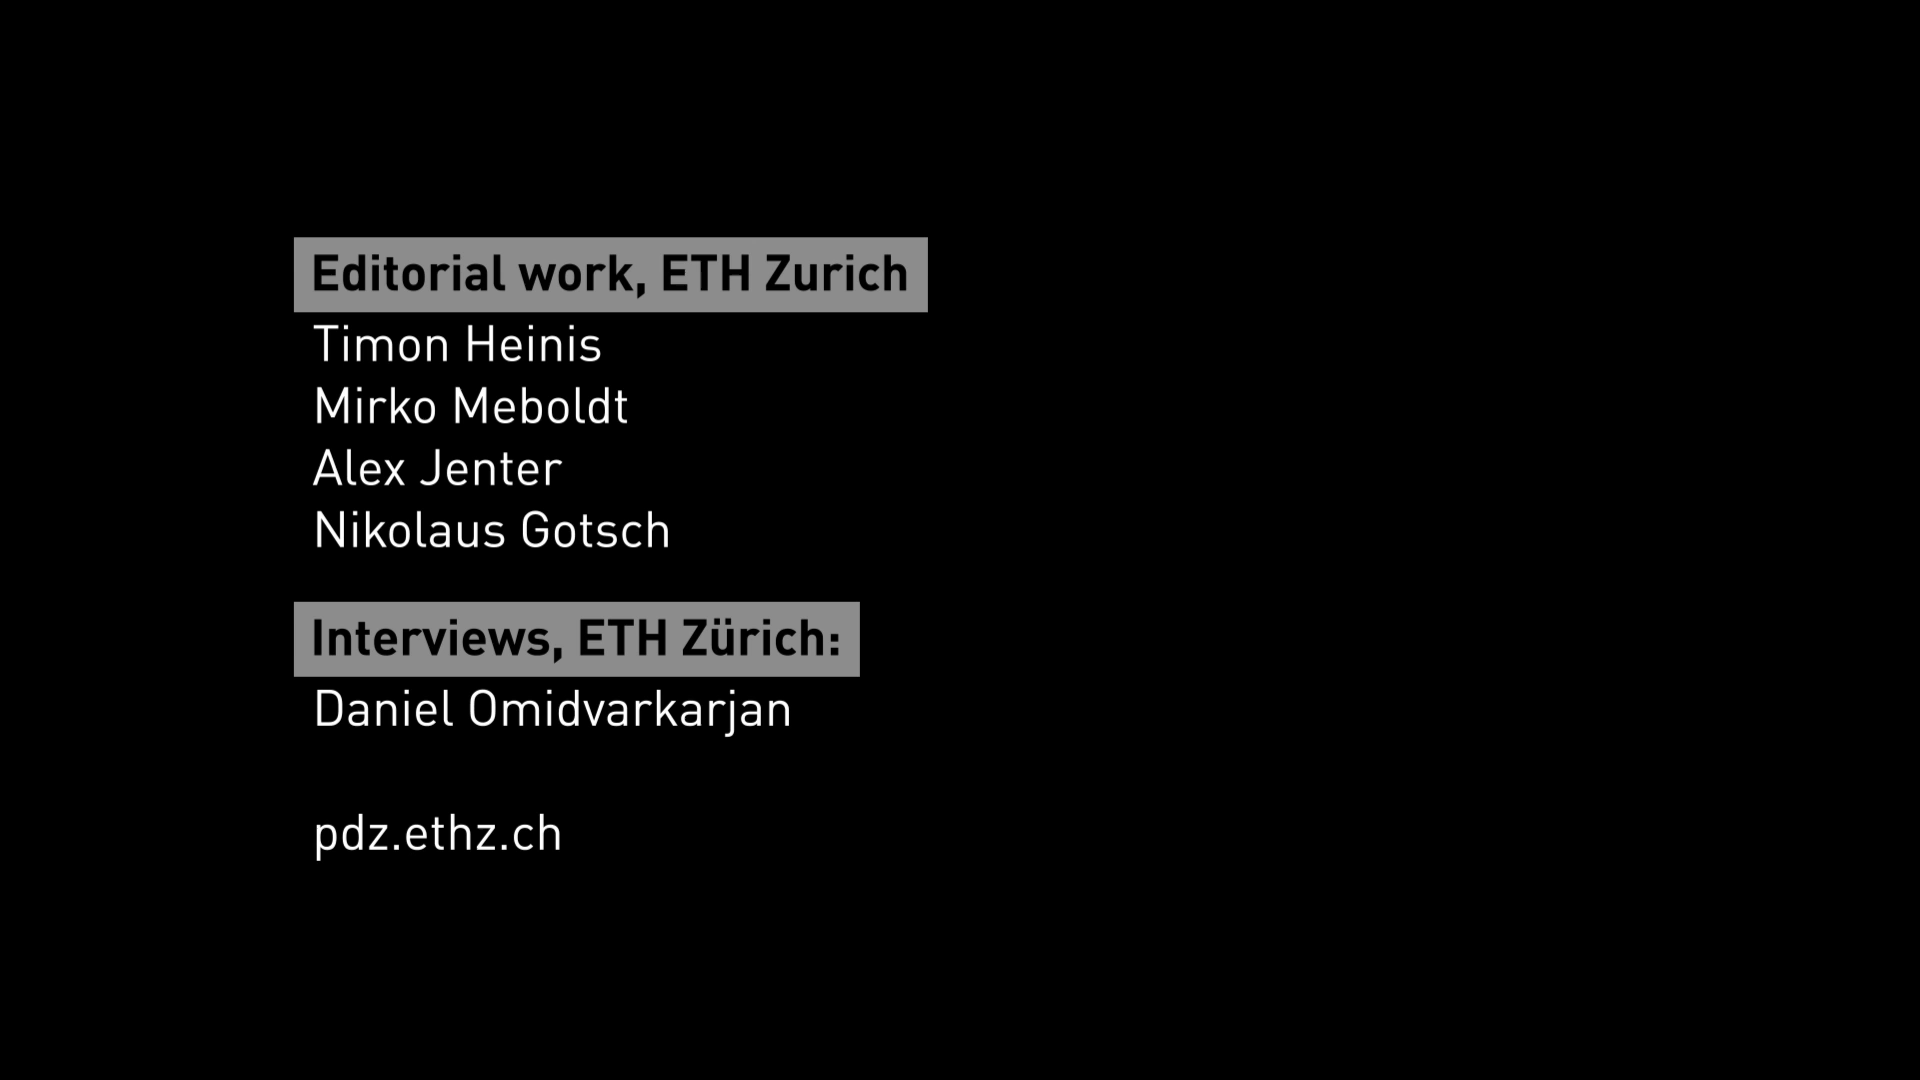 Editorial work, ETH Zurich
Timon Heinis
Mirko Meboldt
Alex Jenter
Nikolaus Gotsch
Interviews, ETH Zürich:
Daniel Omidvarkarjan
pdz.ethz.ch